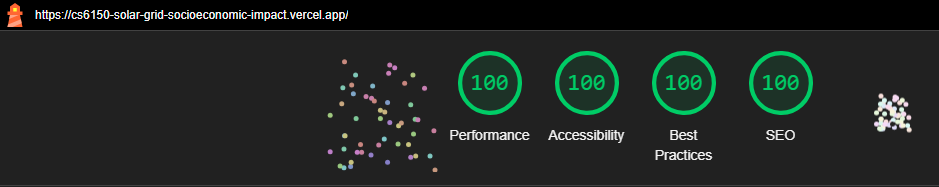 https://cs6150-solar-grid-socioeconomic-impact.vercel.app/
100 100 100 100
Performance Accessibility Best SEO
Practices